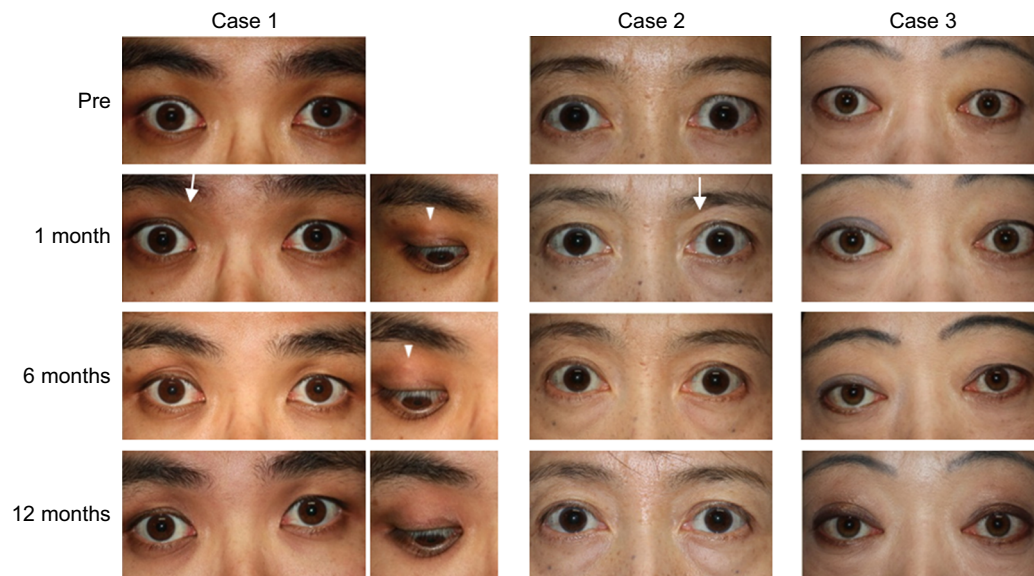 Case 1
Case 2
Case 3
Pre
1 month
6 months
12 months